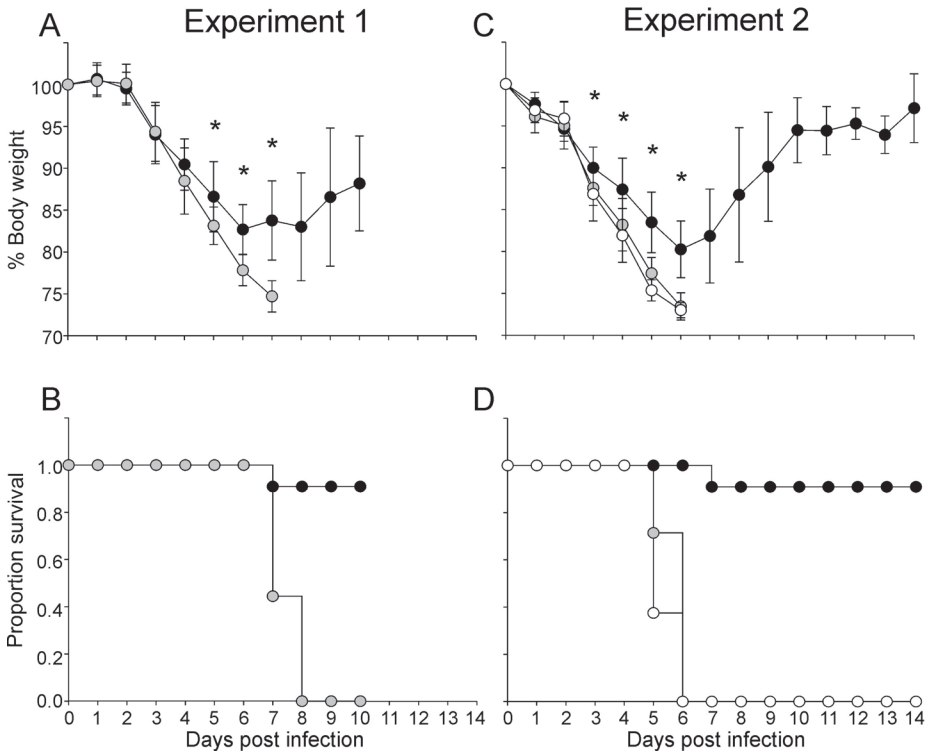 A Experiment 1
C Experiment 2
% Body weight
100
95
90
85
80
75
70
* * *
* * * *
B
D
Proportion survival
1.0
0.8
0.6
0.4
0.2
0.0
0 1 2 3 4 5 6 7 8 9 10 11 12 13 14
0 1 2 3 4 5 6 7 8 9 10 11 12 13 14
Days post infection
Days post infection